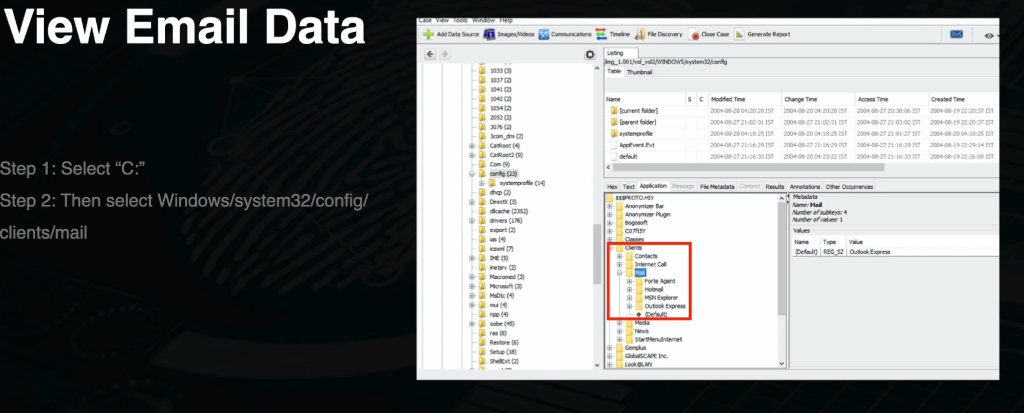 View Email Data
Step 1: Select “C:”
Step 2: Then select Windows/system32/config/
clients/mail
Case View Tools Window Help
Add Data Source Images/Videos Communications Timeline File Discovery Close Case Generate Report
1033 (3)
1037 (2)
1041 (2)
1042 (2)
1054 (2)
2052 (2)
3076 (2)
3com_dmi (2)
CatRoot (4)
CatRoot2 (9)
Com (9)
config (23)
systemprofile (14)
dhcp (2)
DirectX (3)
dllcache (2352)
drivers (176)
export (2)
ias (4)
icsxml (7)
IME (5)
inetsrv (2)
Macromed (3)
Microsoft (3)
MsDtc (4)
mui (4)
npp (4)
oobe (45)
ras (8)
Restore (6)
Setup (18)
ShellExt (2)
Listing
/img_1.001/vol_vol2/WINDOWS/system32/config
Table Thumbnail
Name S C Modified Time Change Time Access Time Created Time
[current folder] 2004-08-28 04:20:28 IST 2004-08-28 04:20:28 IST 2004-08-27 20:38:06 IST 2004-08-19 22:20:37 IST
[parent folder] 2004-08-27 21:02:31 IST 2004-08-27 21:02:31 IST 2004-08-27 21:03:02 IST 2004-08-19 22:20:37 IST
systemprofile 2004-08-20 04:18:25 IST 2004-08-20 04:18:25 IST 2004-08-27 21:01:27 IST 2004-08-20 04:18:25 IST
AppEvent.Evt 2004-08-27 21:16:29 IST 2004-08-27 21:16:29 IST 2004-08-27 21:16:29 IST 2004-08-19 22:29:14 IST
default 2004-08-27 21:16:33 IST 2004-08-20 04:23:22 IST 2004-08-27 21:16:33 IST 2004-08-19 22:26:08 IST
Hex Text Application Message File Metadata Context Results Annotations Other Occurrences
$$$PROTO.HIV
Anonymizer Bar
Anonymizer Plugin
Bogosoft
C07ft5Y
Classes
Clients
Contacts
Internet Call
Mail
Forte Agent
Hotmail
MSN Explorer
Outlook Express
(Default)
Media
News
StartMenuInternet
Gemplus
GlobalSCAPE Inc.
Look@LAN
Metadata
Name: Mail
Number of subkeys: 4
Number of values: 1
Values
Name Type Value
(Default) REG_SZ Outlook Express